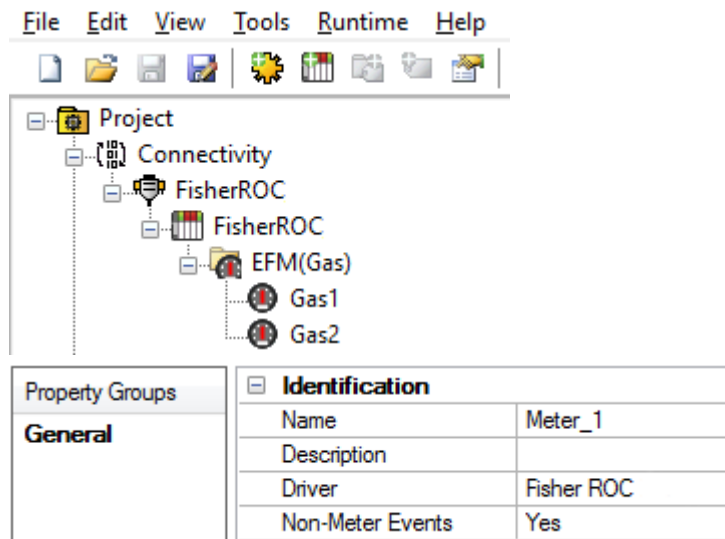 File Edit View Tools Runtime Help
Project
Connectivity
FisherROC
FisherROC
EFM(Gas)
Gas1
Gas2
Property Groups
General
Identification
Name Meter_1
Description
Driver Fisher ROC
Non-Meter Events Yes